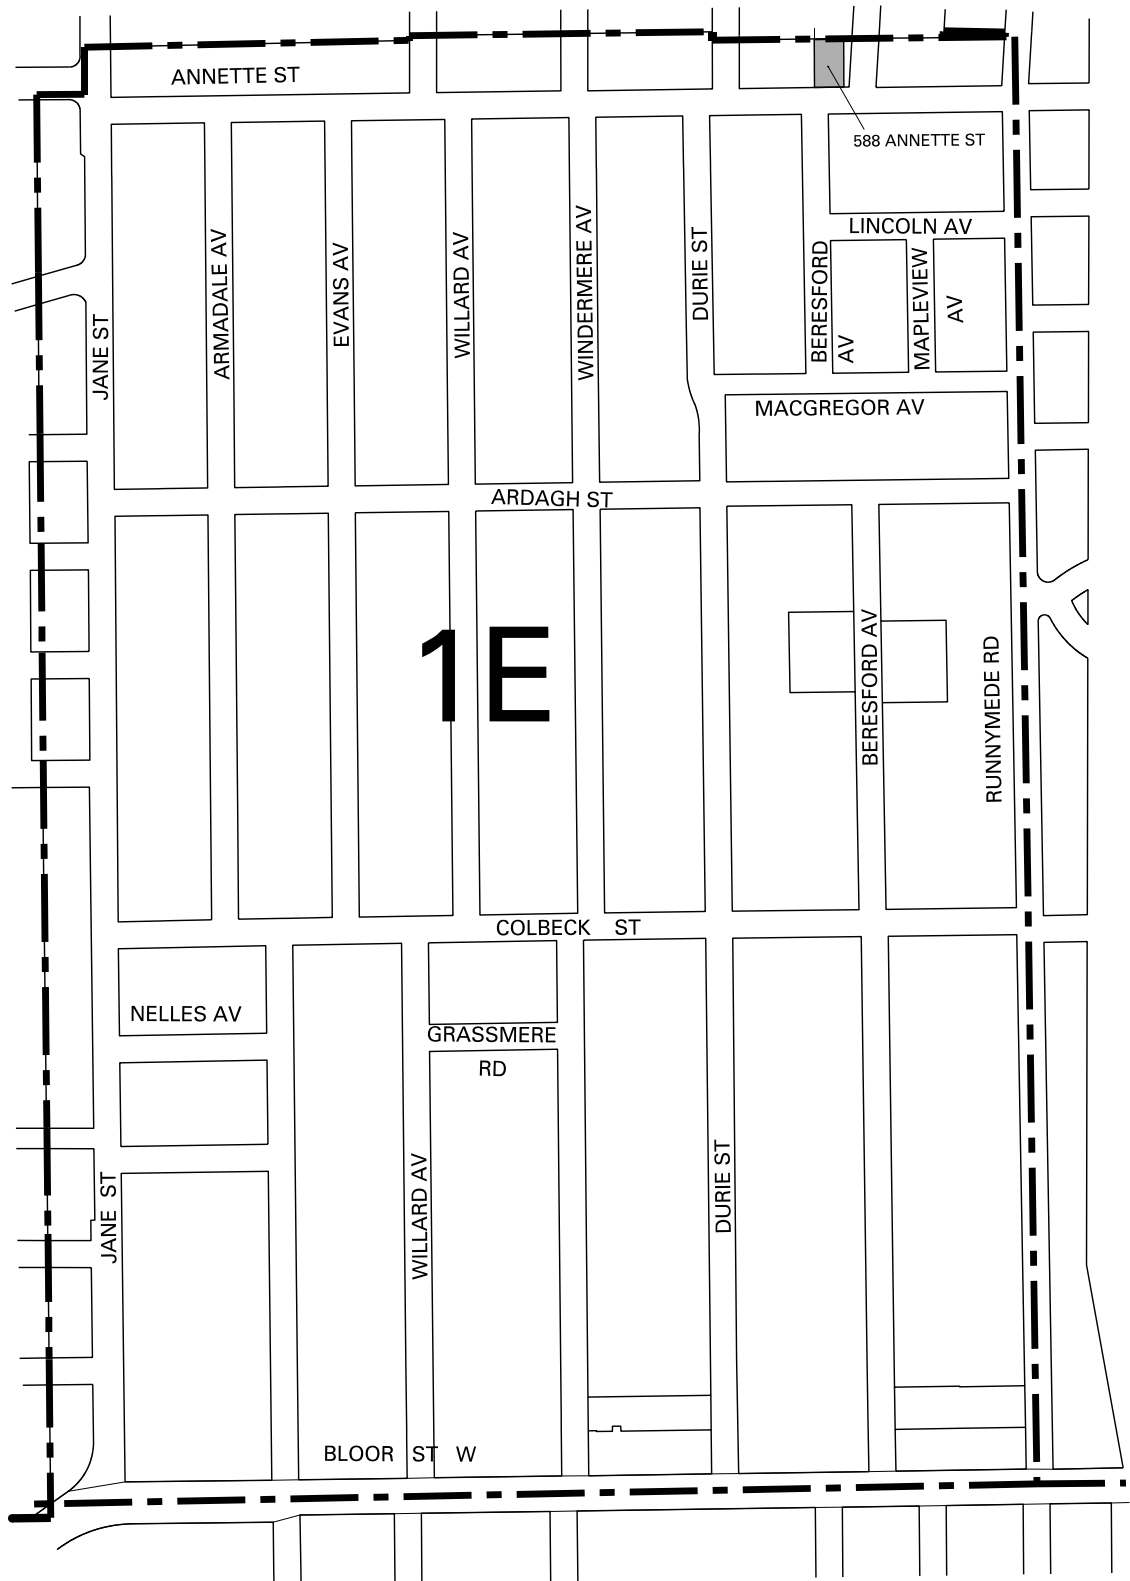 ANNETTE ST
588 ANNETTE ST
LINCOLN AV
JANE ST
ARMADALE AV
EVANS AV
WILLARD AV
WINDERMERE AV
DURIE ST
BERESFORD
AV
MAPLEVIEW
AV
MACGREGOR AV
ARDAGH ST
1E
BERESFORD AV
RUNNYMEDE RD
COLBECK ST
NELLES AV
GRASSMERE
RD
JANE ST
WILLARD AV
DURIE ST
BLOOR ST W